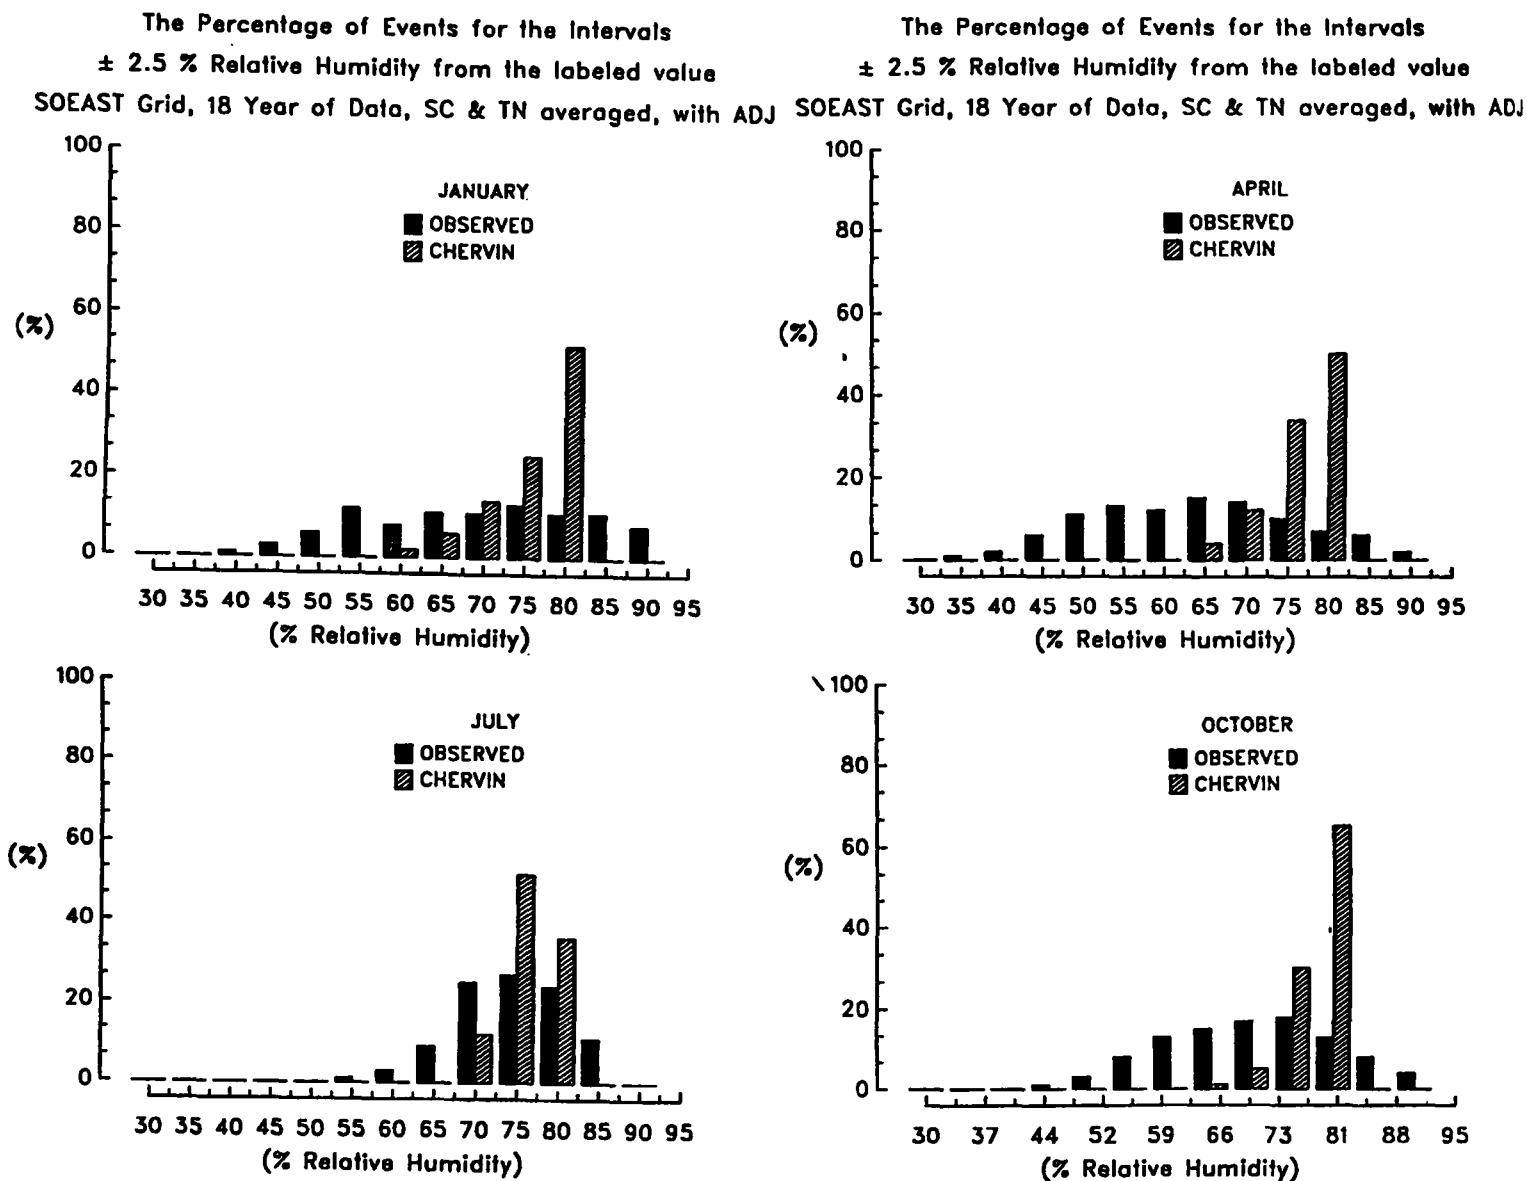 The Percentage of Events for the Intervals
± 2.5 % Relative Humidity from the labeled value
SOEAST Grid, 18 Year of Data, SC & TN averaged, with ADJ
100
80
60
40
20
0
(%)
JANUARY
OBSERVED
CHERVIN
30 35 40 45 50 55 60 65 70 75 80 85 90 95
(% Relative Humidity)
The Percentage of Events for the Intervals
± 2.5 % Relative Humidity from the labeled value
SOEAST Grid, 18 Year of Data, SC & TN averaged, with ADJ
100
80
60
40
20
0
(%)
APRIL
OBSERVED
CHERVIN
30 35 40 45 50 55 60 65 70 75 80 85 90 95
(% Relative Humidity)
100
80
60
40
20
0
(%)
JULY
OBSERVED
CHERVIN
30 35 40 45 50 55 60 65 70 75 80 85 90 95
(% Relative Humidity)
100
80
60
40
20
0
(%)
OCTOBER
OBSERVED
CHERVIN
30 37 44 52 59 66 73 81 88 95
(% Relative Humidity)